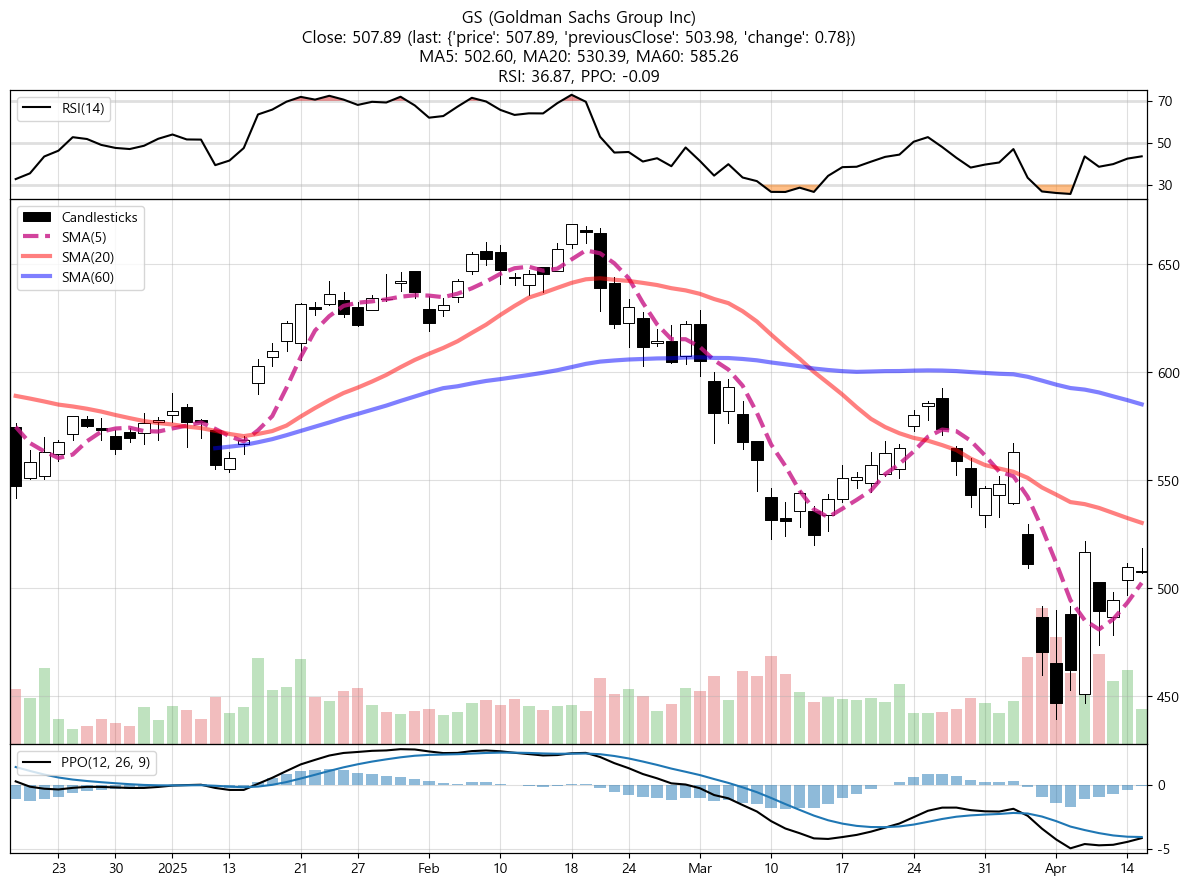 GS (Goldman Sachs Group Inc)
Close: 507.89 (last: {'price': 507.89, 'previousClose': 503.98, 'change': 0.78})
MA5: 502.60, MA20: 530.39, MA60: 585.26
RSI: 36.87, PPO: -0.09
RSI(14)
70
50
30
Candlesticks
SMA(5)
SMA(20)
SMA(60)
650
600
550
500
450
PPO(12, 26, 9)
0
-5
23 30 2025 13 21 27 Feb 10 18 24 Mar 10 17 24 31 Apr 14